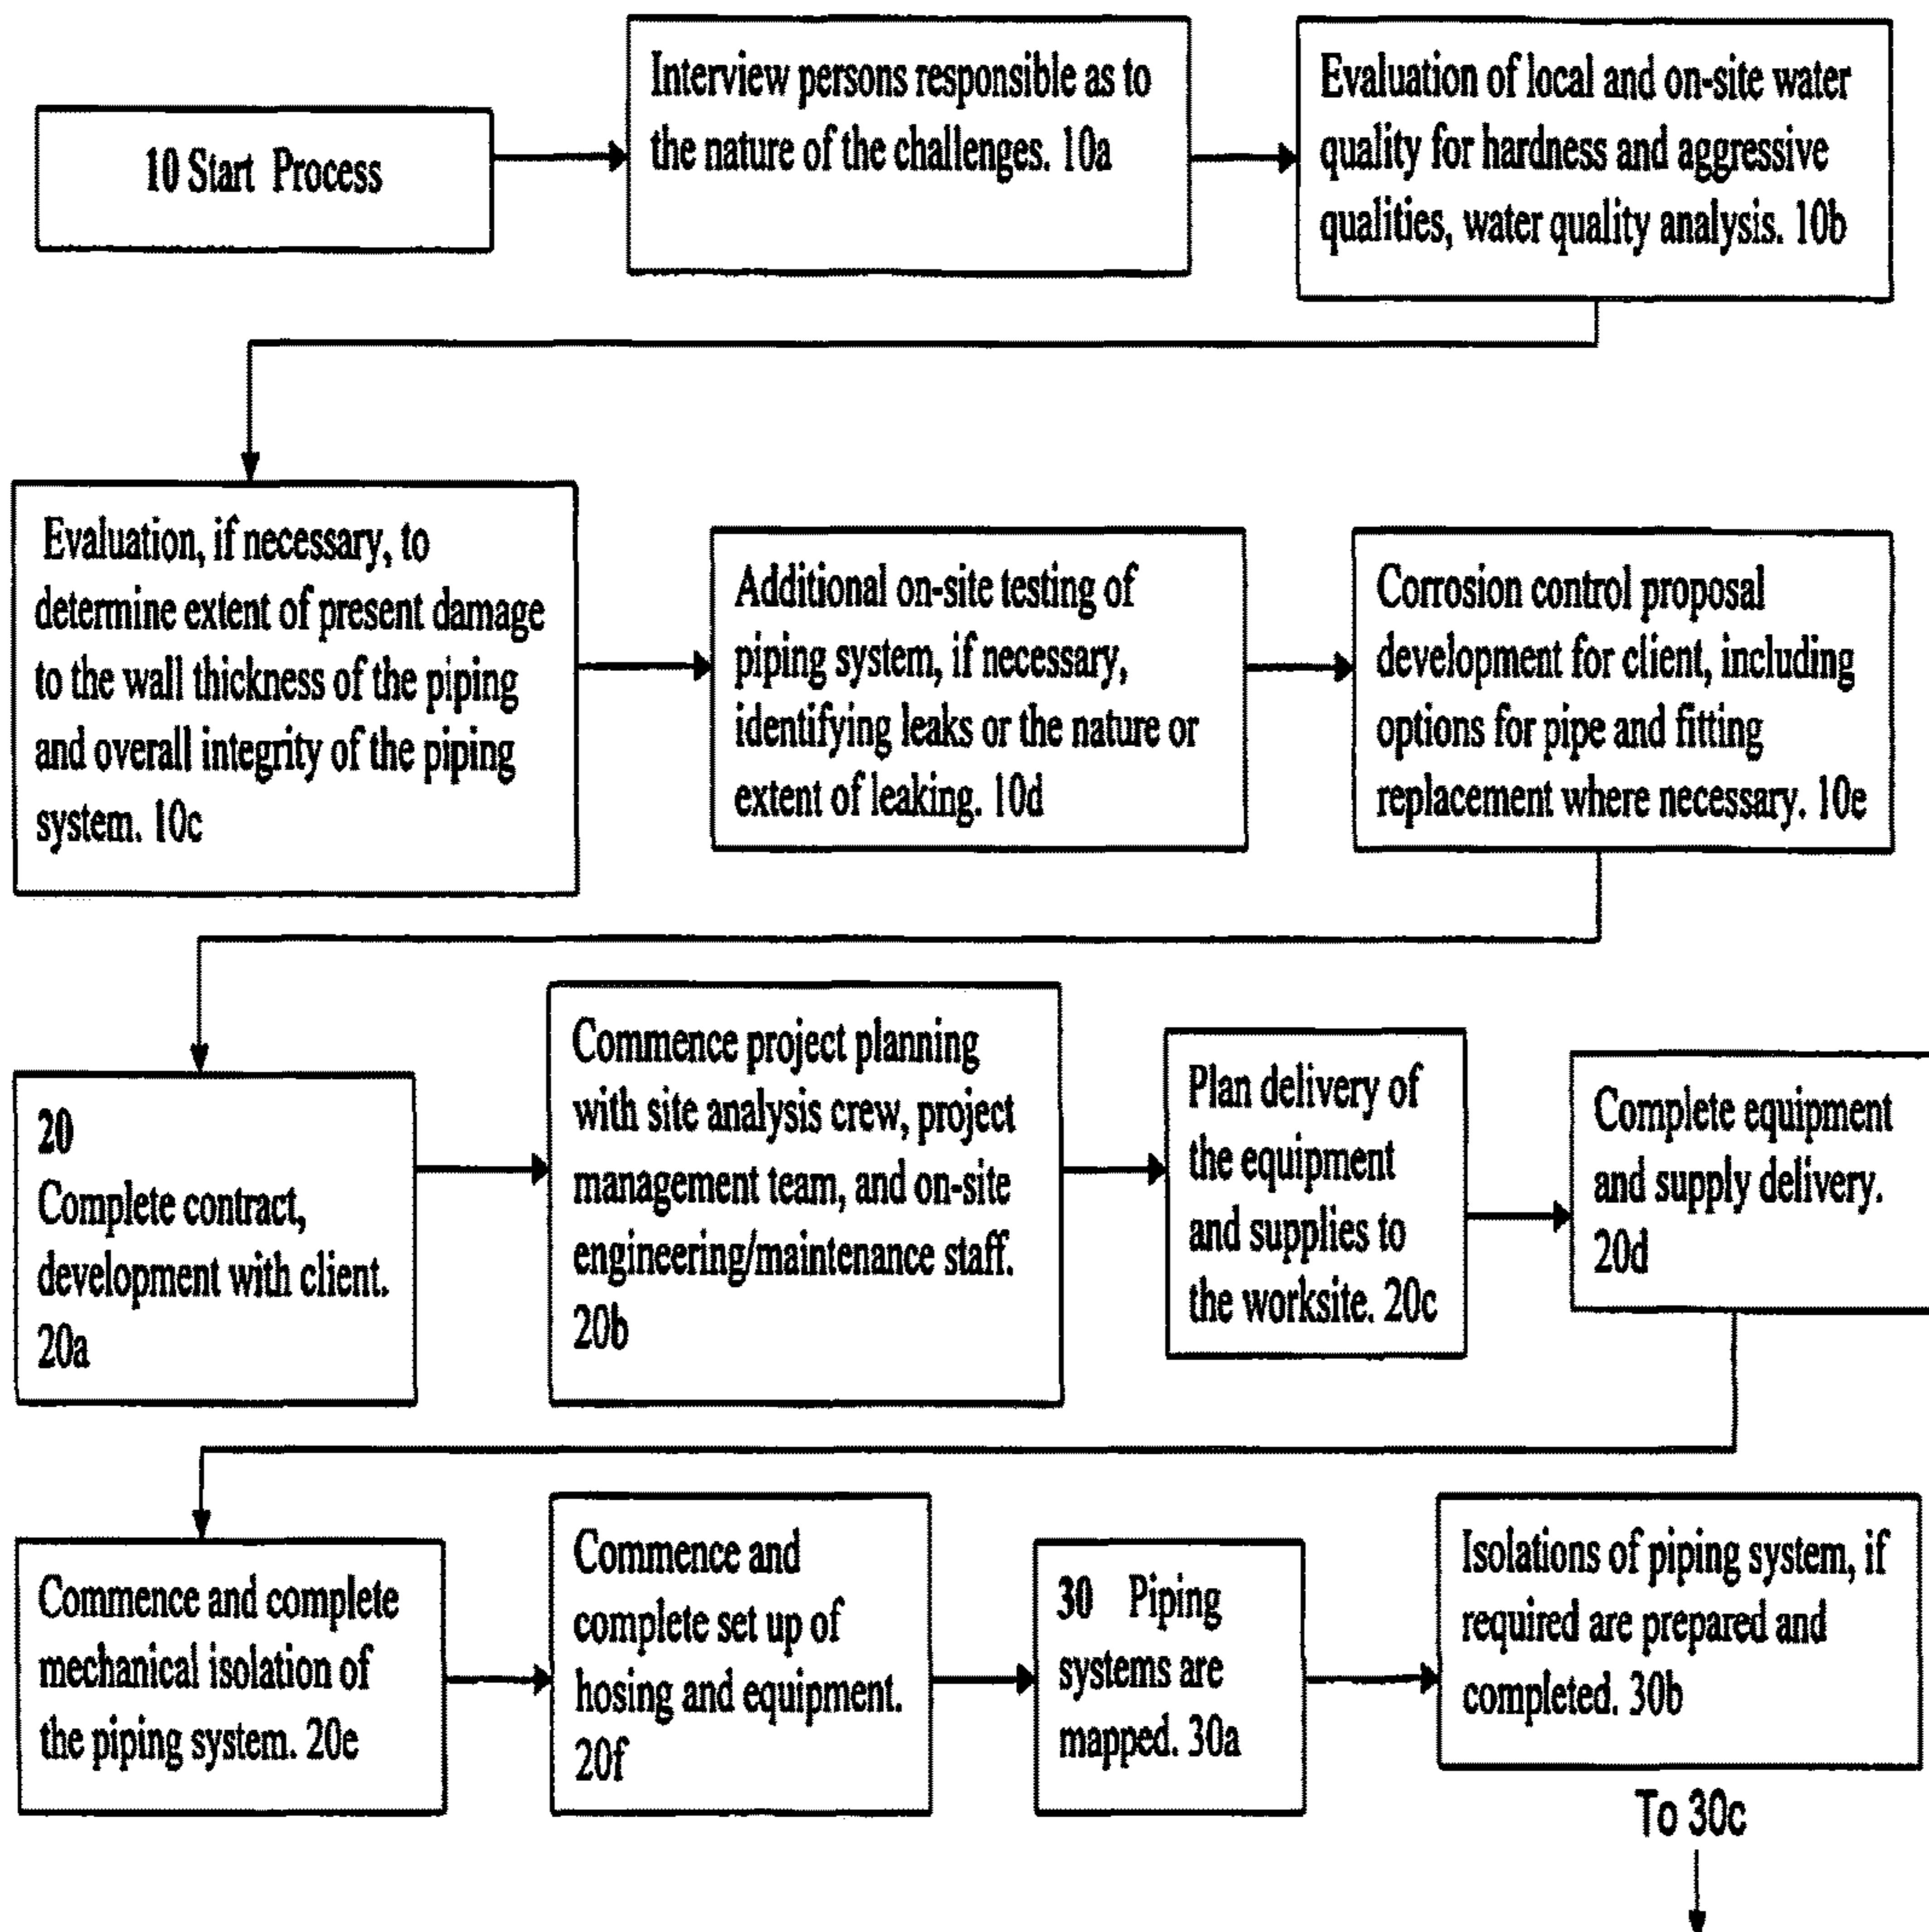 10 Start Process
Interview persons responsible as to
the nature of the challenges. 10a
Evaluation of local and on-site water
quality for hardness and aggressive
qualities, water quality analysis. 10b
Evaluation, if necessary, to
determine extent of present damage
to the wall thickness of the piping
and overall integrity of the piping
system. 10c
Additional on-site testing of
piping system, if necessary,
identifying leaks or the nature or
extent of leaking. 10d
Corrosion control proposal
development for client, including
options for pipe and fitting
replacement where necessary. 10e
20
Complete contract,
development with client.
20a
Commence project planning
with site analysis crew, project
management team, and on-site
engineering/maintenance staff.
20b
Plan delivery of
the equipment
and supplies to
the worksite. 20c
Complete equipment
and supply delivery.
20d
Commence and complete
mechanical isolation of
the piping system. 20e
Commence and
complete set up of
hosing and equipment.
20f
30 Piping
systems are
mapped. 30a
Isolations of piping system, if
required are prepared and
completed. 30b
To 30c